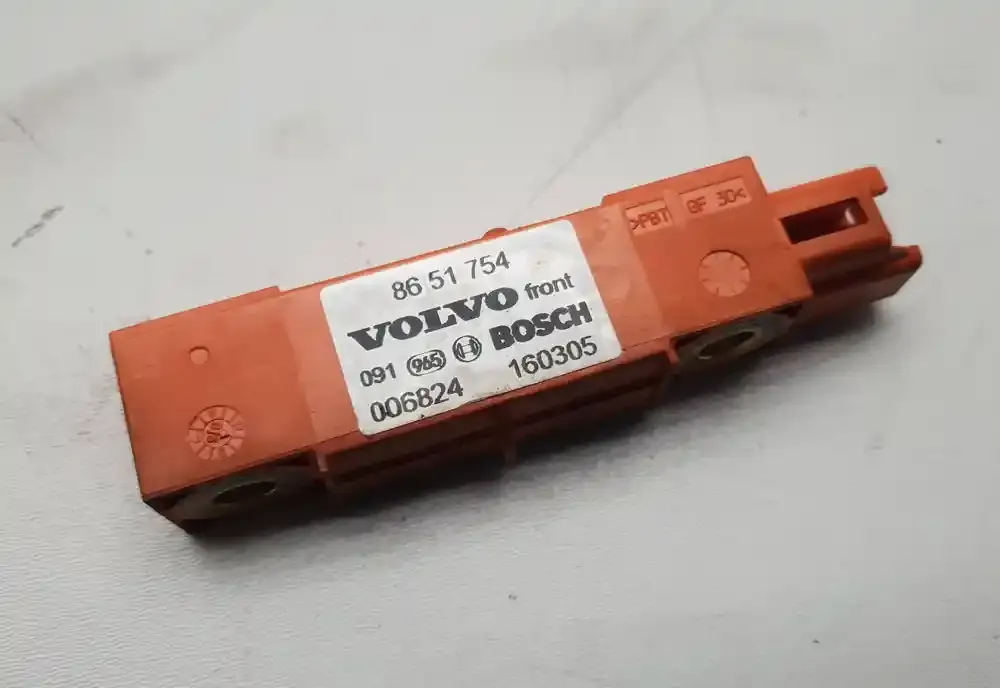 >PBT GF 30<
86 51 754
VOLVO front
091 965 BOSCH
006824 160305